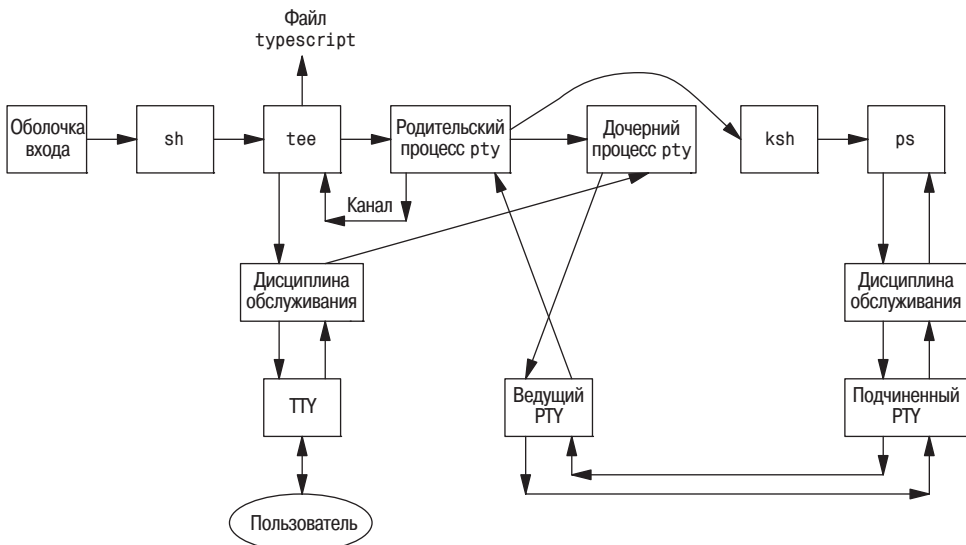 Файл
typescript
Оболочка
входа
sh
tee
Родительский
процесс pty
Дочерний
процесс pty
ksh
ps
Канал
Дисциплина
обслуживания
Дисциплина
обслуживания
TTY
Ведущий
PTY
Подчиненный
PTY
Пользователь